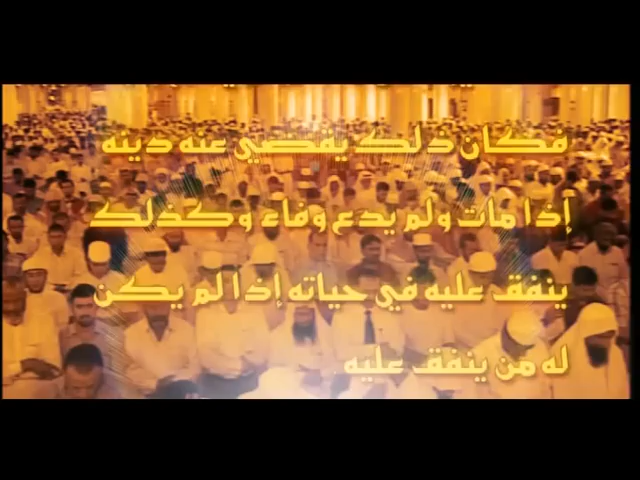 فكان ذلك يقضي عنه دينه
إذا مات ولم يدع وفاء وكذلك
ينفق عليه في حياته إذا لم يكن
له من ينفق عليه